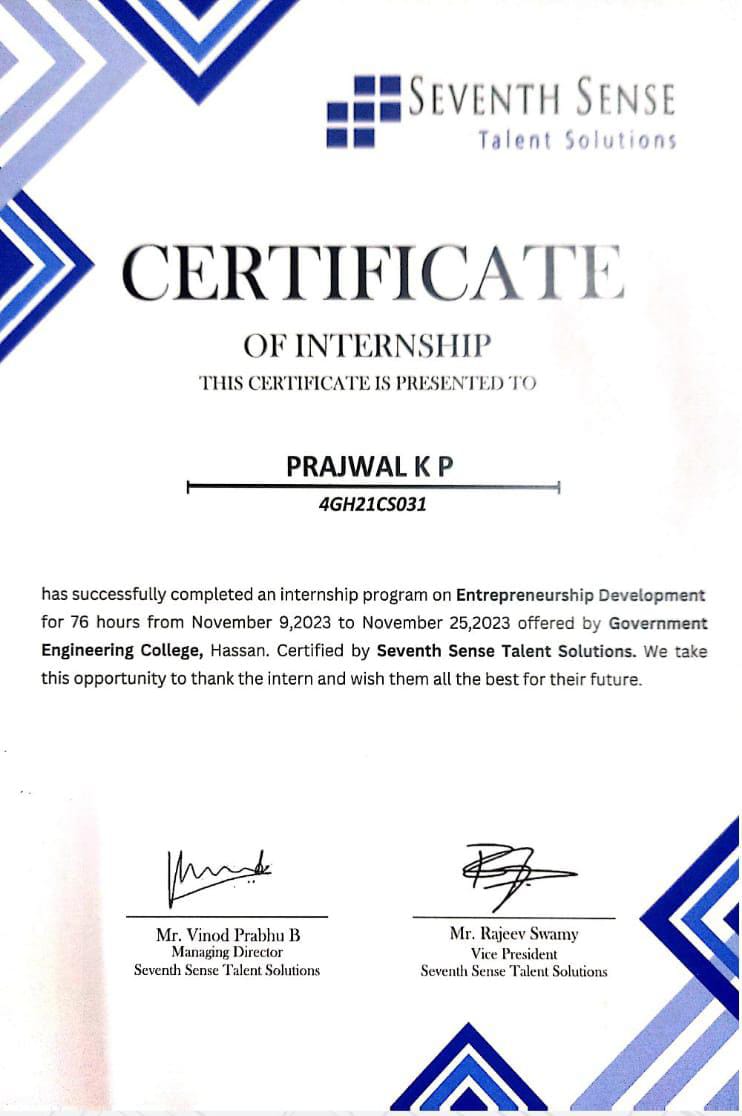 SEVENTH SENSE
Talent Solutions
CERTIFICATE
OF INTERNSHIP
THIS CERTIFICATE IS PRESENTED TO
PRAJWAL K P
4GH21CS031
has successfully completed an internship program on Entrepreneurship Development
for 76 hours from November 9,2023 to November 25,2023 offered by Government
Engineering College, Hassan. Certified by Seventh Sense Talent Solutions. We take
this opportunity to thank the intern and wish them all the best for their future.
Mr. Vinod Prabhu B
Managing Director
Seventh Sense Talent Solutions
Mr. Rajeev Swamy
Vice President
Seventh Sense Talent Solutions